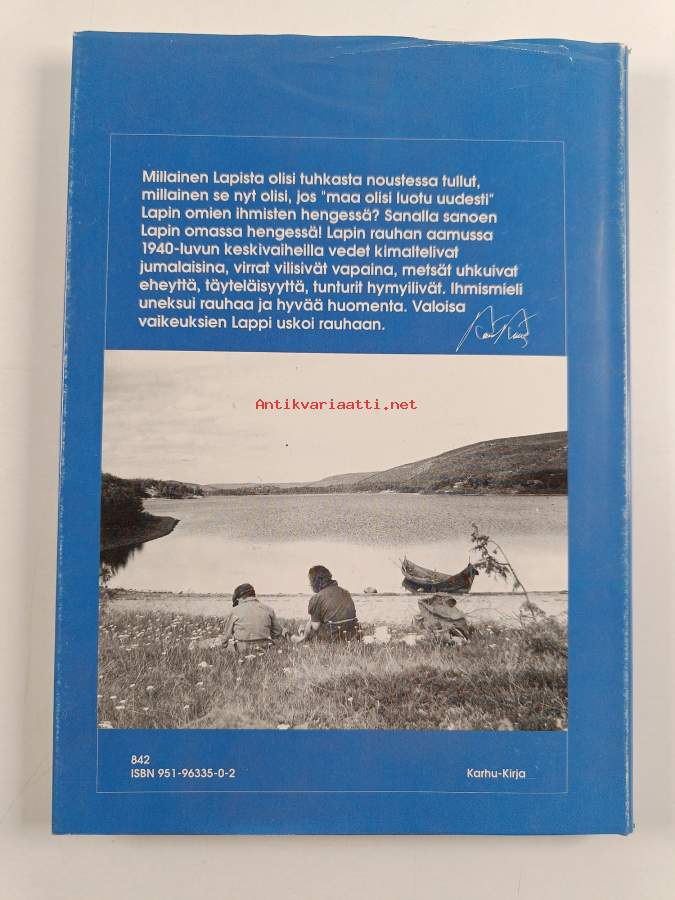 Millainen Lapista olisi tuhkasta noustessa tullut,
millainen se nyt olisi, jos "maa olisi luotu uudesti"
Lapin omien ihmisten hengessä? Sanalla sanoen
Lapin omassa hengessä! Lapin rauhan aamussa
1940-luvun keskivaiheilla vedet kimaltelivat
jumalaisina, virrat vilisivät vapaina, metsät uhkuivat
eheyttä, täyteläisyyttä, tunturit hymyilivät. Ihmismieli
uneksui rauhaa ja hyvää huomenta. Valoisa
vaikeuksien Lappi uskoi rauhaan.
Antikvariaatti.net
842
ISBN 951-96335-0-2
Karhu-Kirja